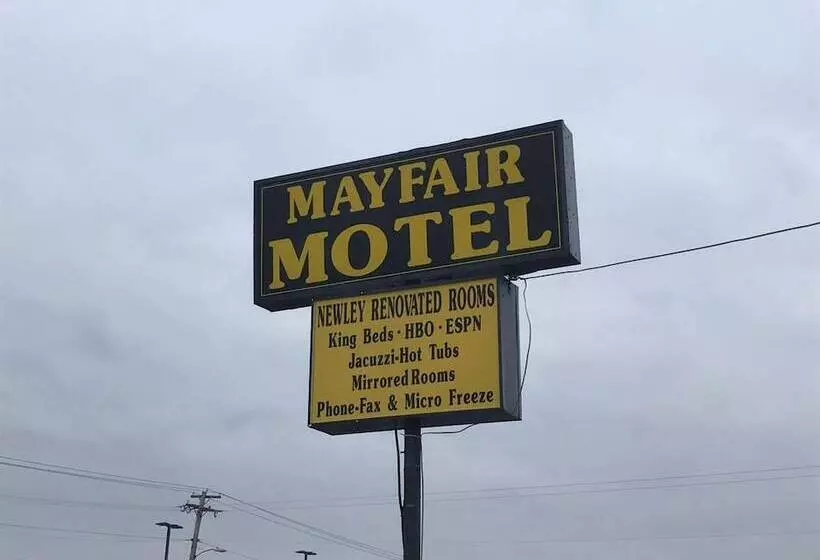 MAYFAIR
MOTEL
NEWLEY RENOVATED ROOMS
King Beds · HBO · ESPN
Jacuzzi-Hot Tubs
Mirrored Rooms
Phone-Fax & Micro Freeze